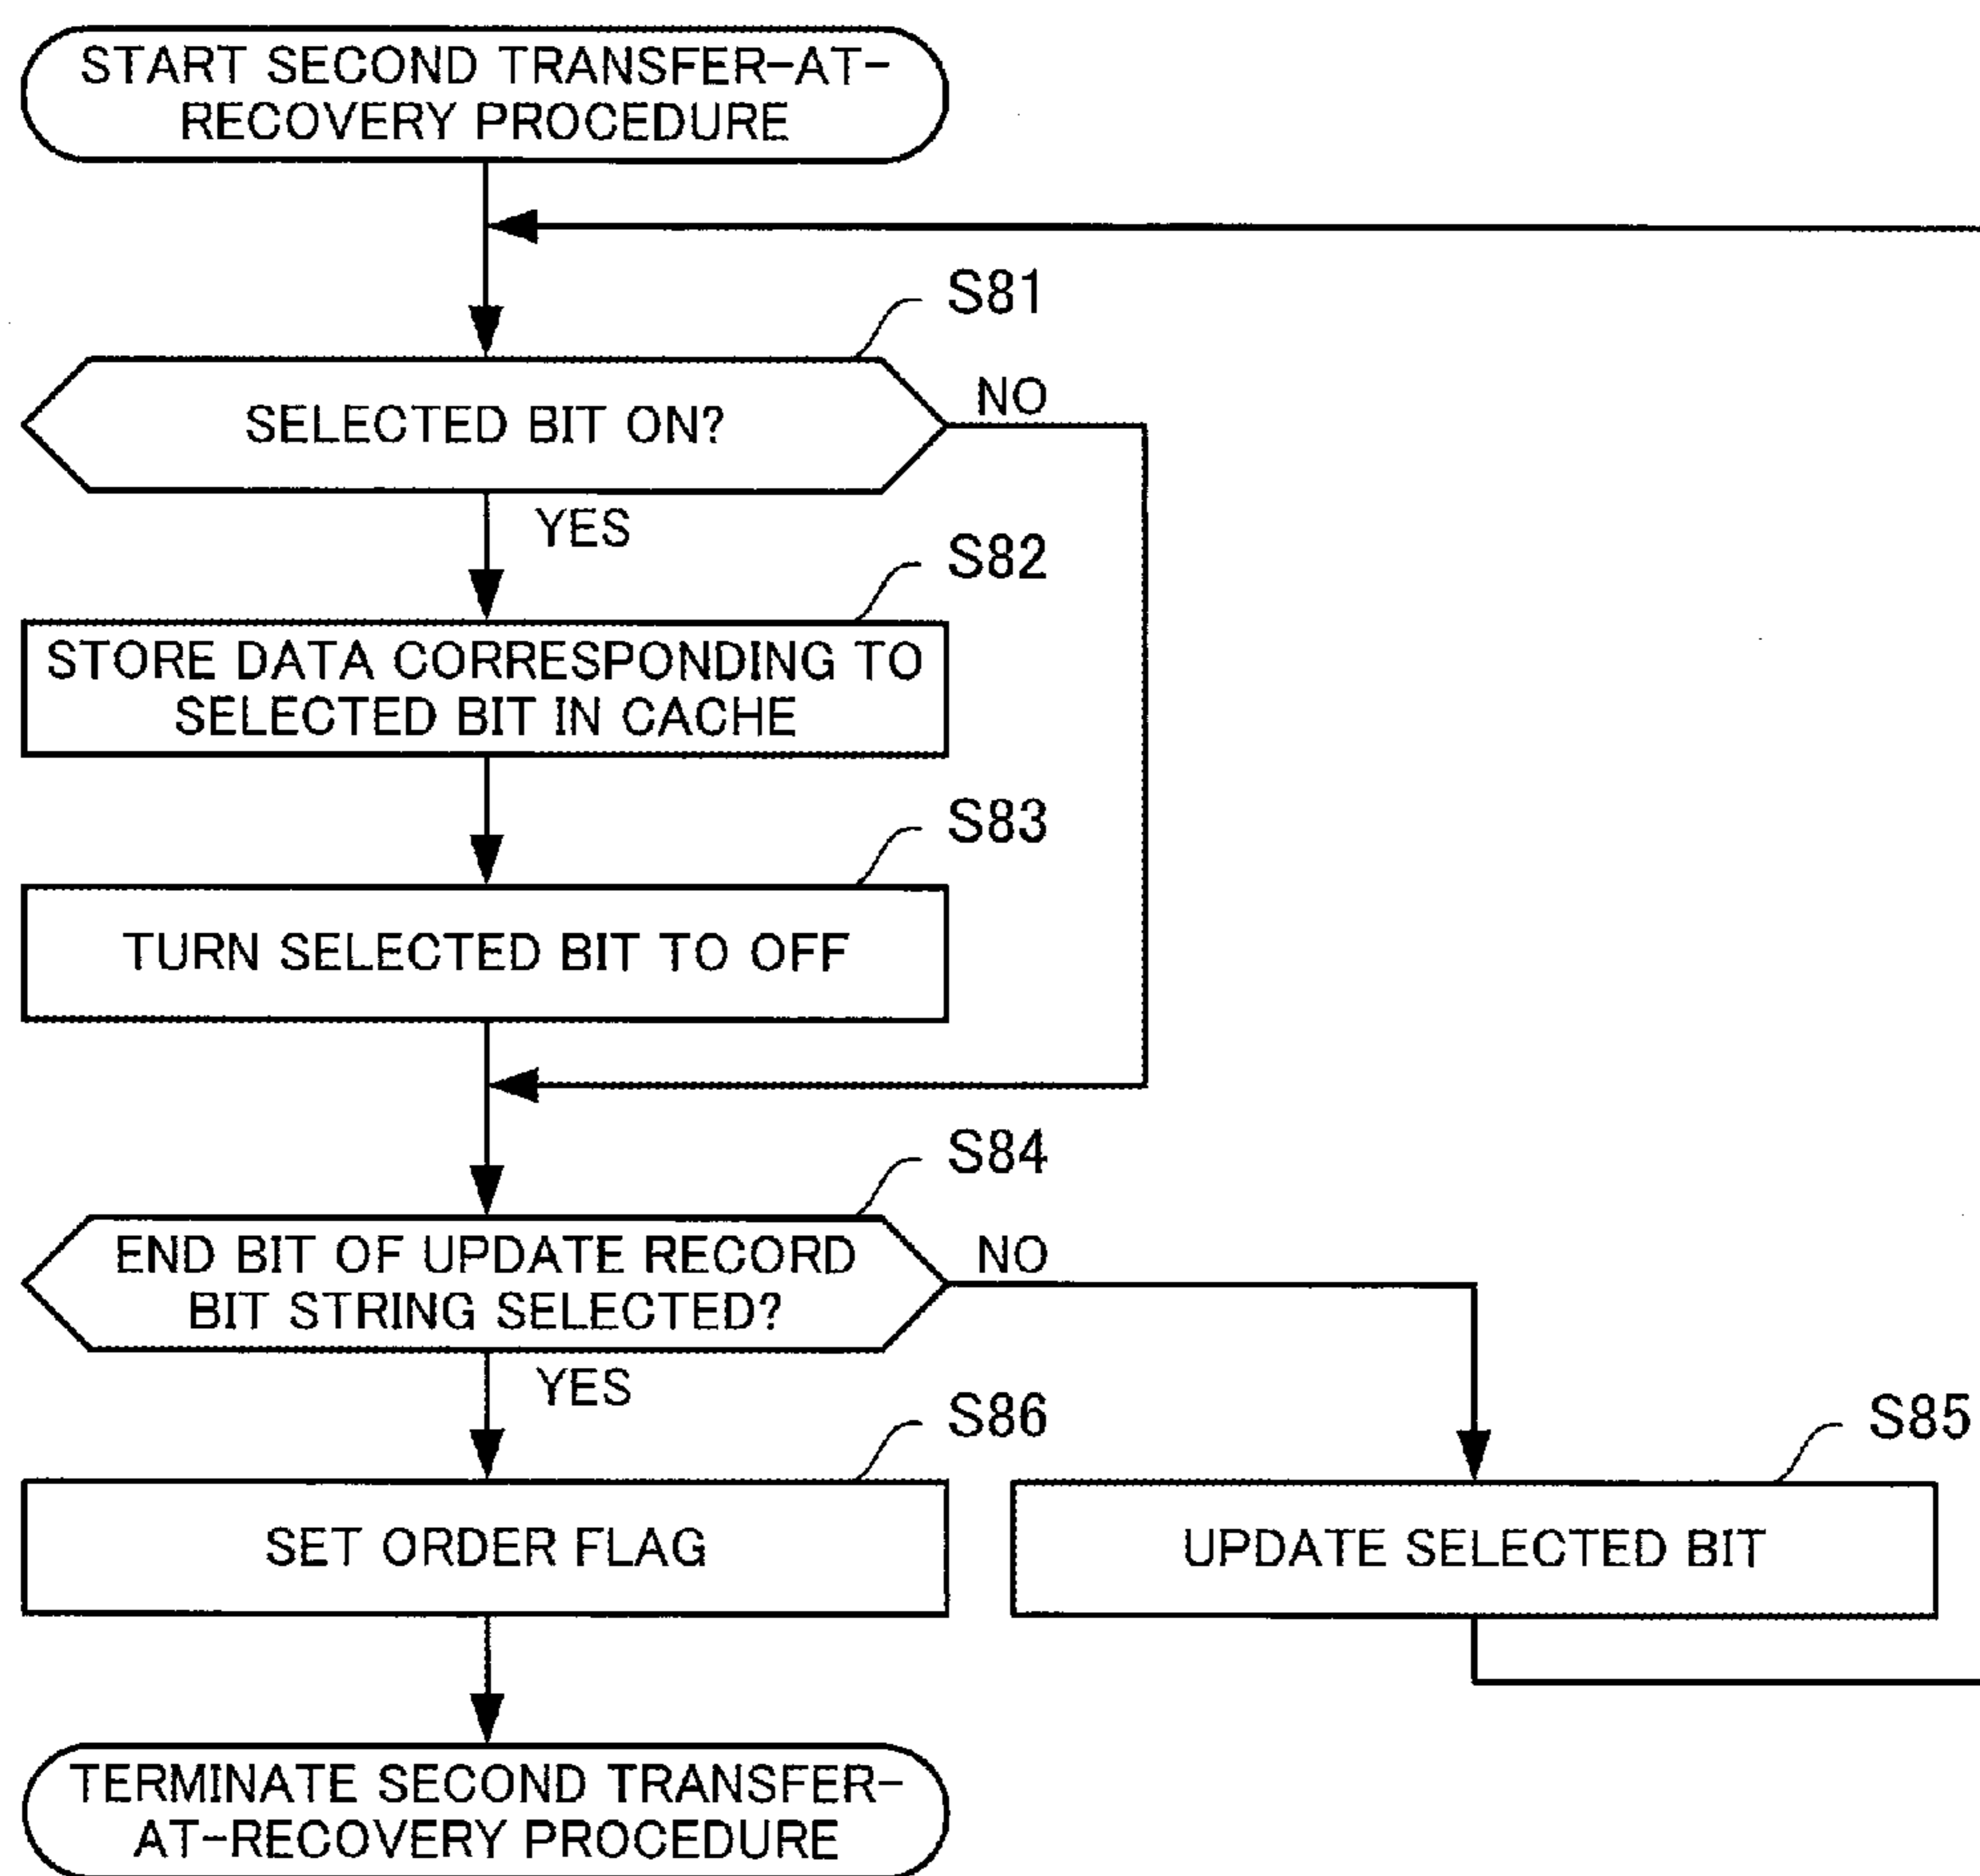 START SECOND TRANSFER-AT-
RECOVERY PROCEDURE
S81
SELECTED BIT ON?
NO
YES
S82
STORE DATA CORRESPONDING TO
SELECTED BIT IN CACHE
S83
TURN SELECTED BIT TO OFF
S84
END BIT OF UPDATE RECORD
BIT STRING SELECTED?
NO
YES
S86
SET ORDER FLAG
S85
UPDATE SELECTED BIT
TERMINATE SECOND TRANSFER-
AT-RECOVERY PROCEDURE